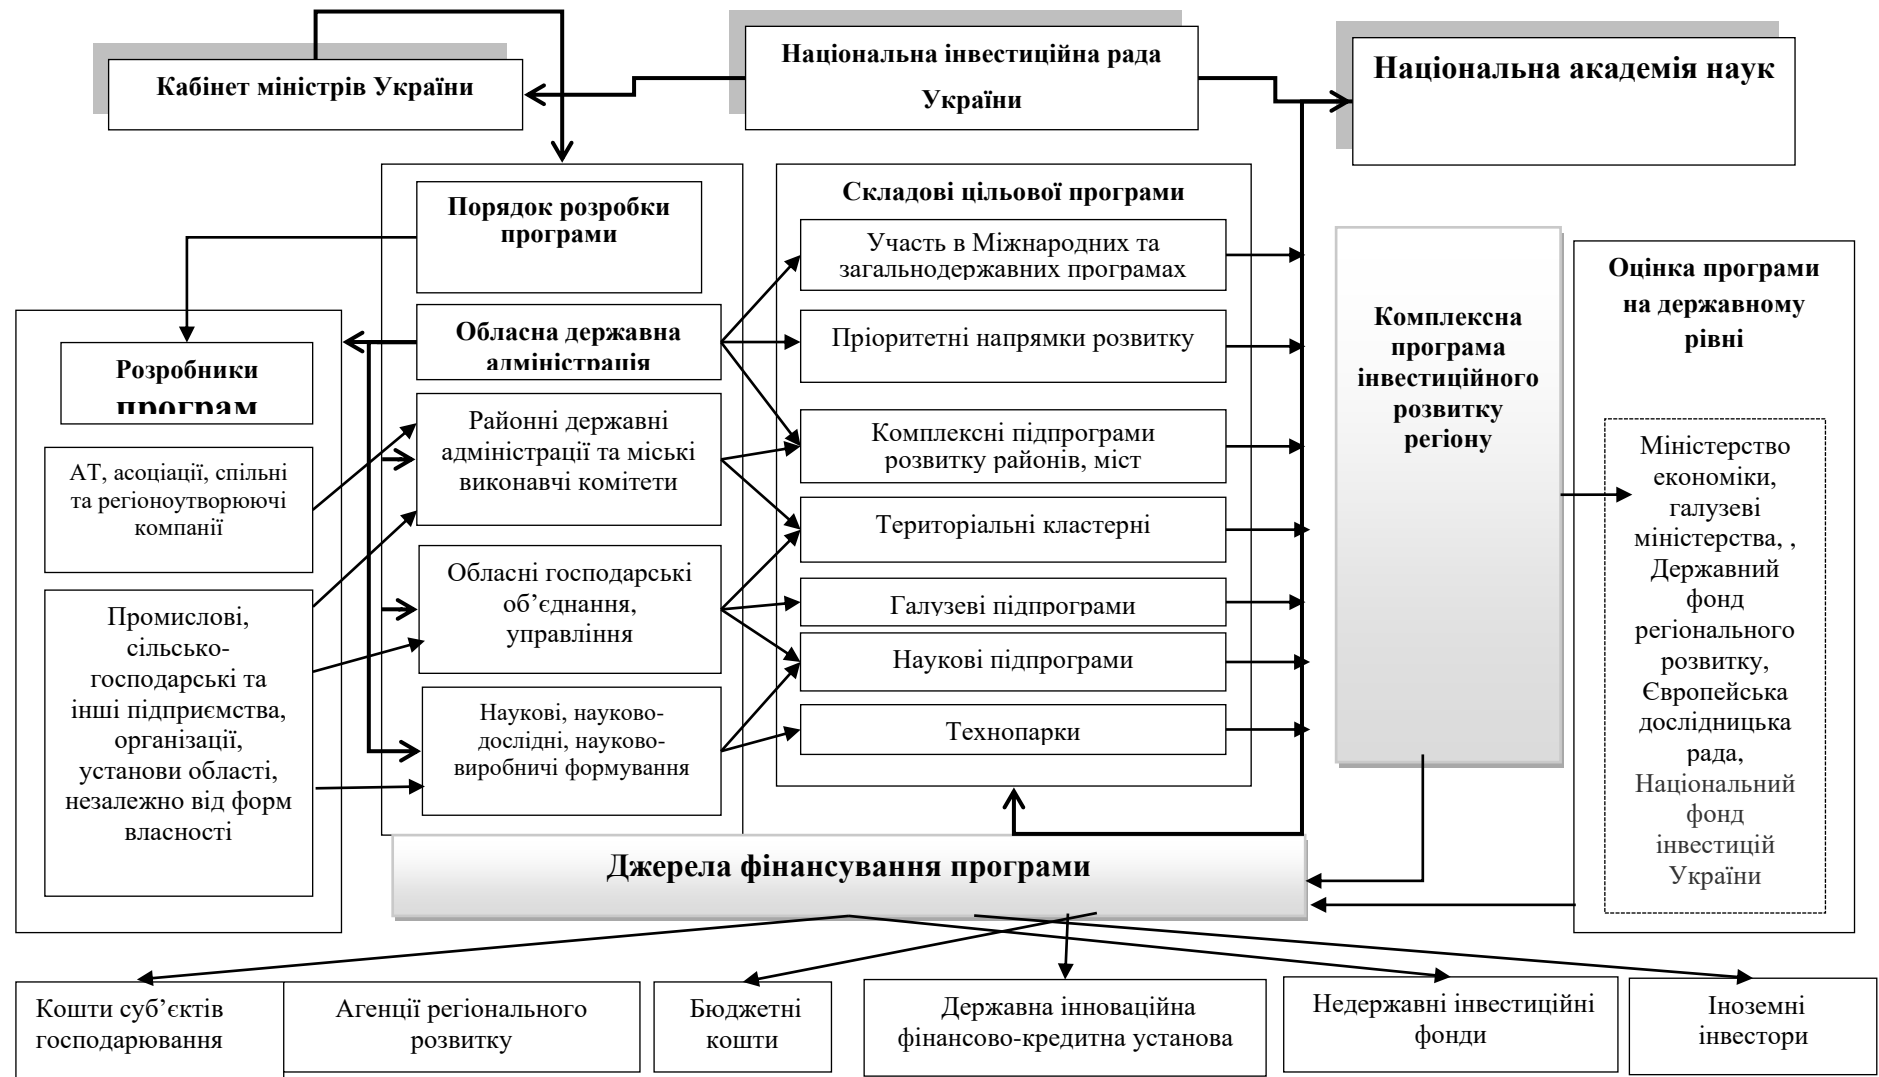 Кабінет міністрів України
Національна інвестиційна рада
України
Національна академія наук
Порядок розробки
програми
Обласна державна
адміністрація
Районні державні
адміністрації та міські
виконавчі комітети
Обласні господарські
об’єднання,
управління
Наукові, науково-
дослідні, науково-
виробничі формування
Розробники
програм
АТ, асоціації, спільні
та регіоноутворюючі
компанії
Промислові,
сільсько-
господарські та
інші підприємства,
організації,
установи області,
незалежно від форм
власності
Складові цільової програми
Участь в Міжнародних та
загальнодержавних програмах
Пріоритетні напрямки розвитку
Комплексні підпрограми
розвитку районів, міст
Територіальні кластерні
Галузеві підпрограми
Наукові підпрограми
Технопарки
Комплексна
програма
інвестиційного
розвитку
регіону
Оцінка програми
на державному
рівні
Міністерство
економіки,
галузеві
міністерства, ,
Державний
фонд
регіонального
розвитку,
Європейська
дослідницька
рада,
Національний
фонд
інвестицій
України
Джерела фінансування програми
Кошти суб’єктів
господарювання
Агенції регіонального
розвитку
Бюджетні
кошти
Державна інноваційна
фінансово-кредитна установа
Недержавні інвестиційні
фонди
Іноземні
інвестори